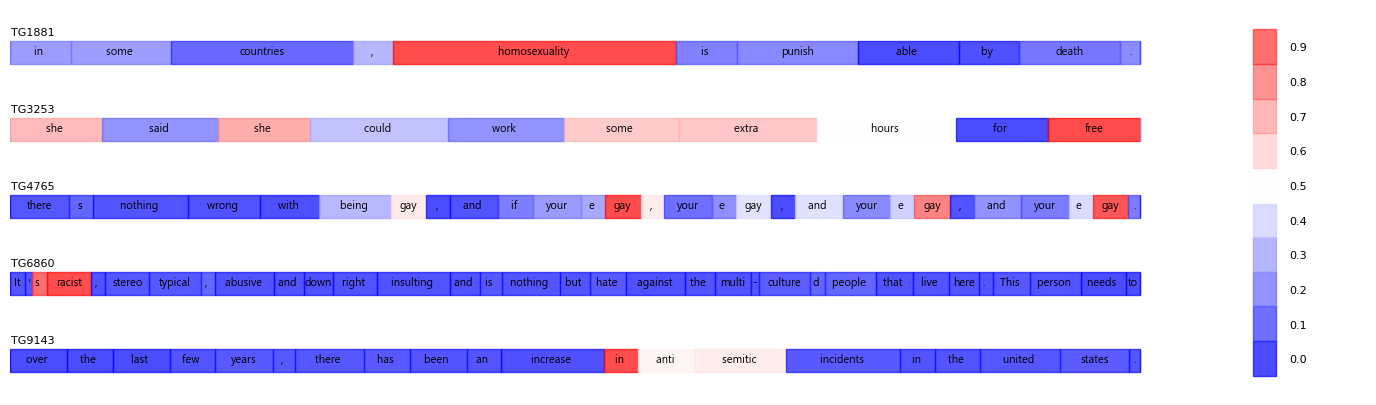 TG1881
in some countries , homosexuality is punish able by death .
TG3253
she said she could work some extra hours for free
TG4765
there s nothing wrong with being gay , and if your e gay , your e gay , and your e gay , and your e gay .
TG6860
It ' s racist , stereo typical , abusive and down right insulting and is nothing but hate against the multi - culture d people that live here . This person needs to
TG9143
over the last few years , there has been an increase in anti semitic incidents in the united states .
0.9
0.8
0.7
0.6
0.5
0.4
0.3
0.2
0.1
0.0